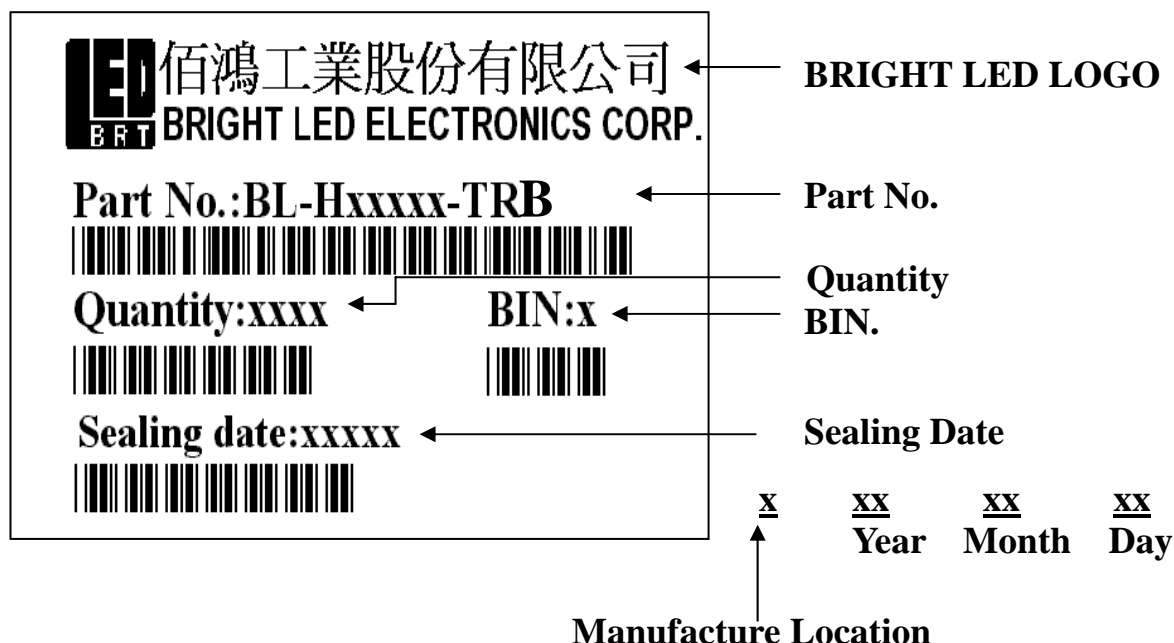 LED
BRT
佰鴻工業股份有限公司
BRIGHT LED ELECTRONICS CORP.
BRIGHT LED LOGO
Part No.:BL-Hxxxxx-TRB
Part No.
Quantity:xxxx
BIN:x
Quantity
BIN.
Sealing date:xxxxx
Sealing Date
x xx xx xx
Year Month Day
Manufacture Location